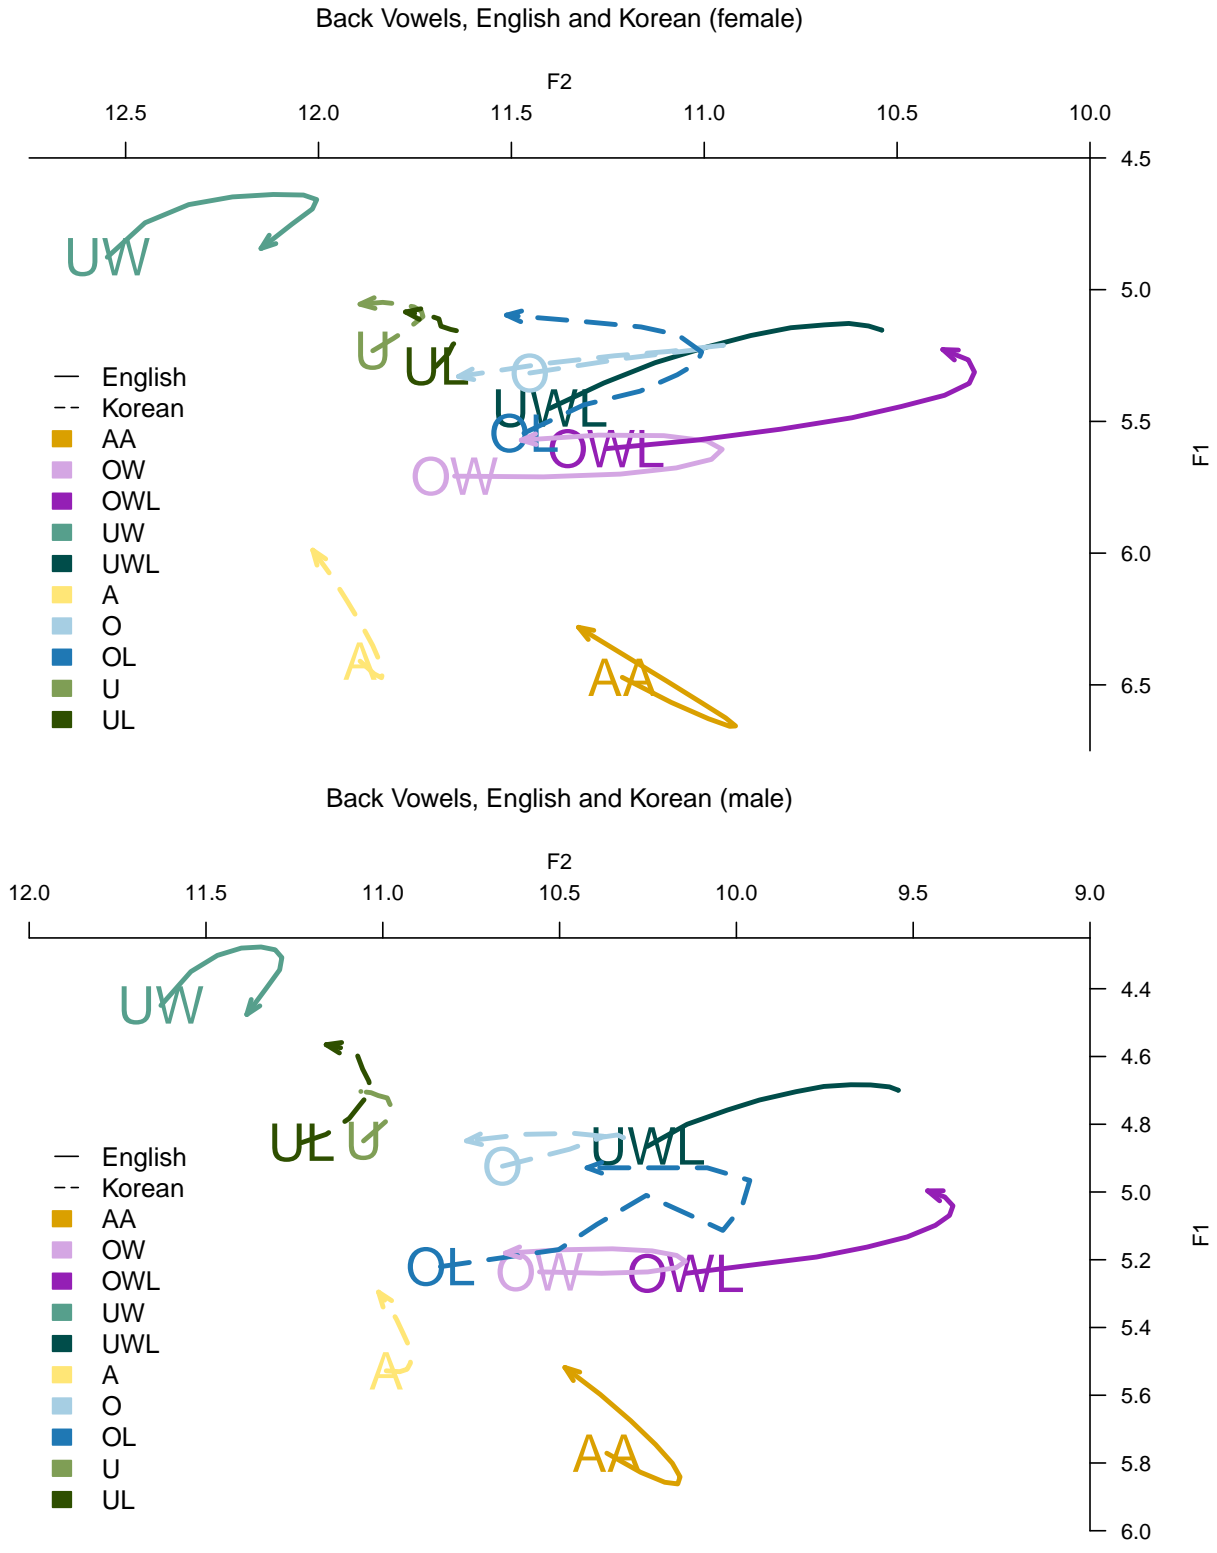 Back Vowels, English and Korean (female)
F2
12.5 12.0 11.5 11.0 10.5 10.0
4.5
UW
5.0
U
UL
O
English
UWL
Korean
5.5
OL
AA
OWL
F1
OW
OW
OWL
UW
6.0
UWL
A
O
A
AA
OL
6.5
U
UL
Back Vowels, English and Korean (male)
F2
12.0 11.5 11.0 10.5 10.0 9.5 9.0
4.4
UW
4.6
4.8
UL U UWL
English
O
Korean
5.0
AA
F1
OW
5.2
OL OW OWL
OWL
UW
5.4
UWL
A
A
5.6
O
OL
AA
5.8
U
UL
6.0